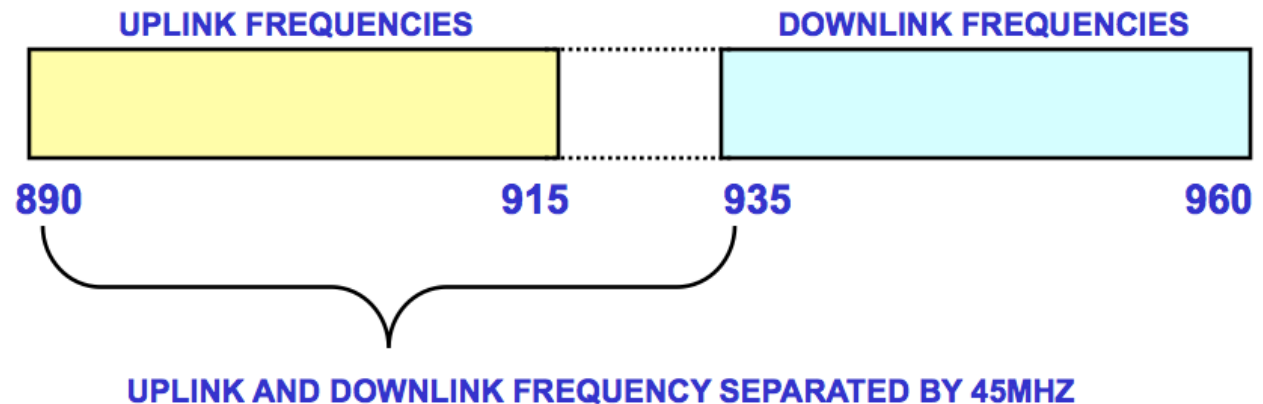 UPLINK FREQUENCIES DOWNLINK FREQUENCIES
890 915 935 960
UPLINK AND DOWNLINK FREQUENCY SEPARATED BY 45MHZ